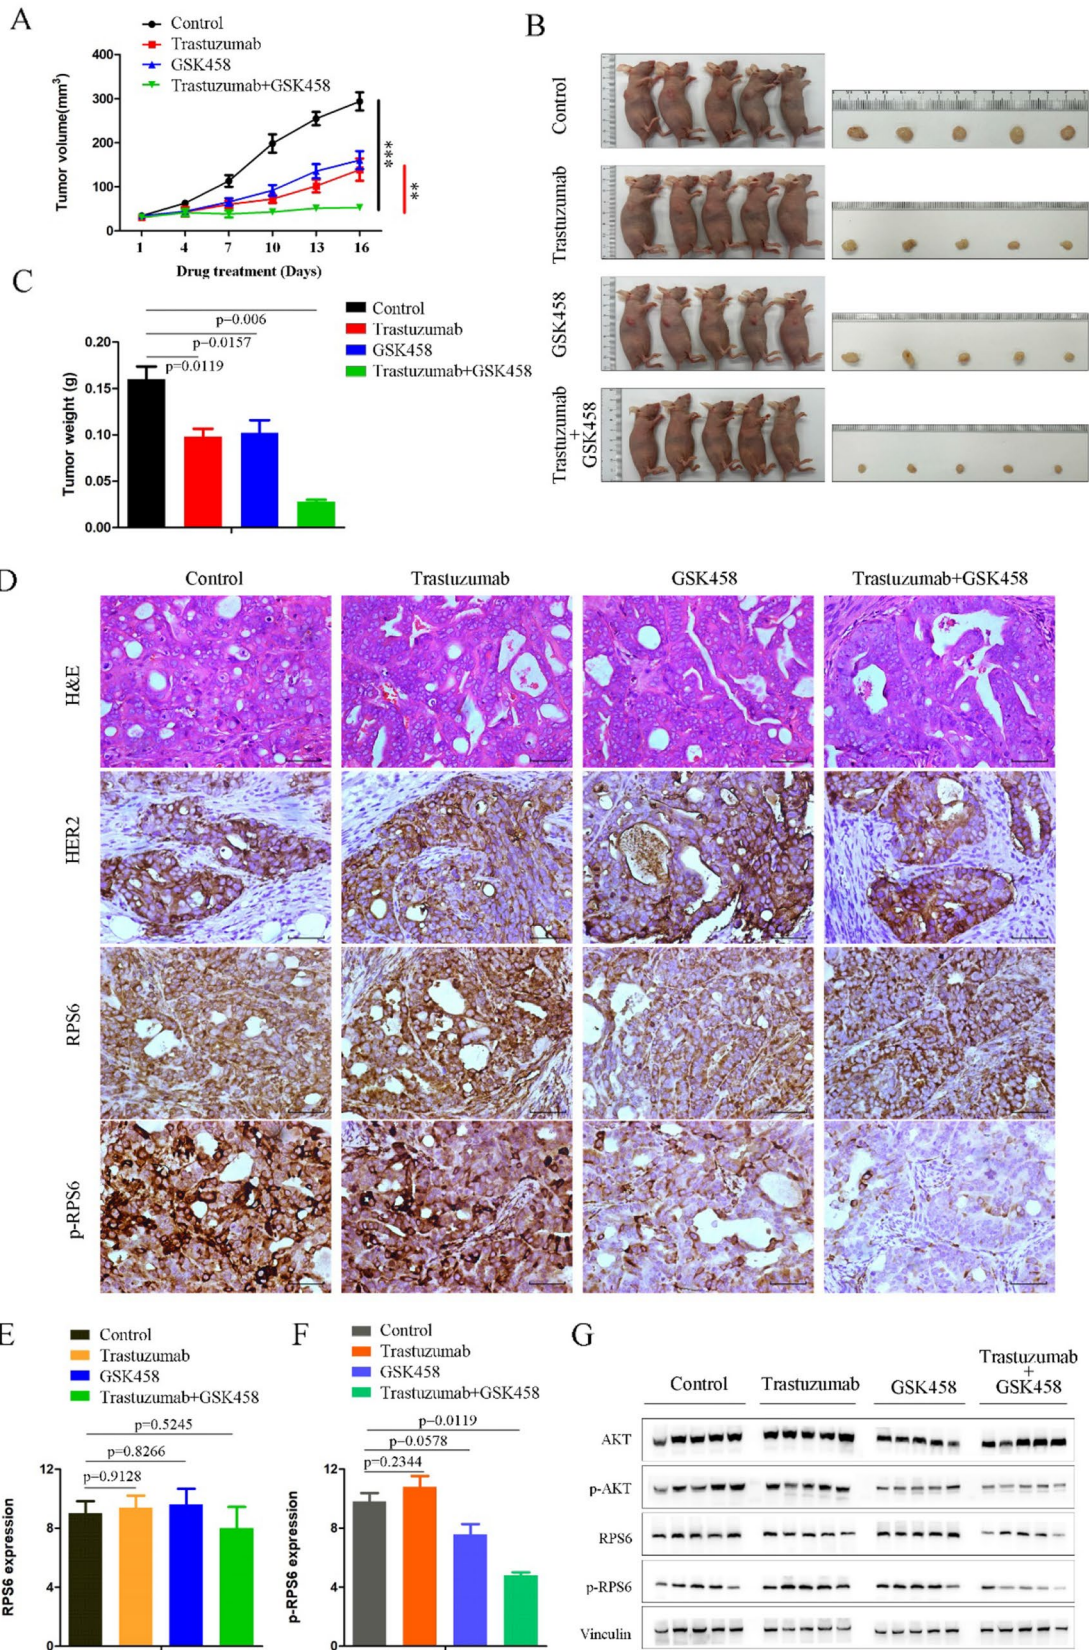 A
Control
Trastuzumab
GSK458
Trastuzumab+GSK458
Tumor volume(mm³)
400
300
200
100
0
1 4 7 10 13 16
Drug treatment (Days)
***
**
B
Control
Trastuzumab
GSK458
Trastuzumab
+
GSK458
C
Control
Trastuzumab
GSK458
Trastuzumab+GSK458
p=0.006
p=0.0157
p=0.0119
Tumor weight (g)
0.20
0.15
0.10
0.05
0.00
D
Control Trastuzumab GSK458 Trastuzumab+GSK458
H&E
HER2
RPS6
p-RPS6
E
Control
Trastuzumab
GSK458
Trastuzumab+GSK458
p=0.5245
p=0.8266
p=0.9128
RPS6 expression
12
8
4
0
F
Control
Trastuzumab
GSK458
Trastuzumab+GSK458
p=0.0119
p=0.0578
p=0.2344
p-RPS6 expression
12
8
4
0
G
Control Trastuzumab GSK458
Trastuzumab
+
GSK458
AKT
p-AKT
RPS6
p-RPS6
Vinculin